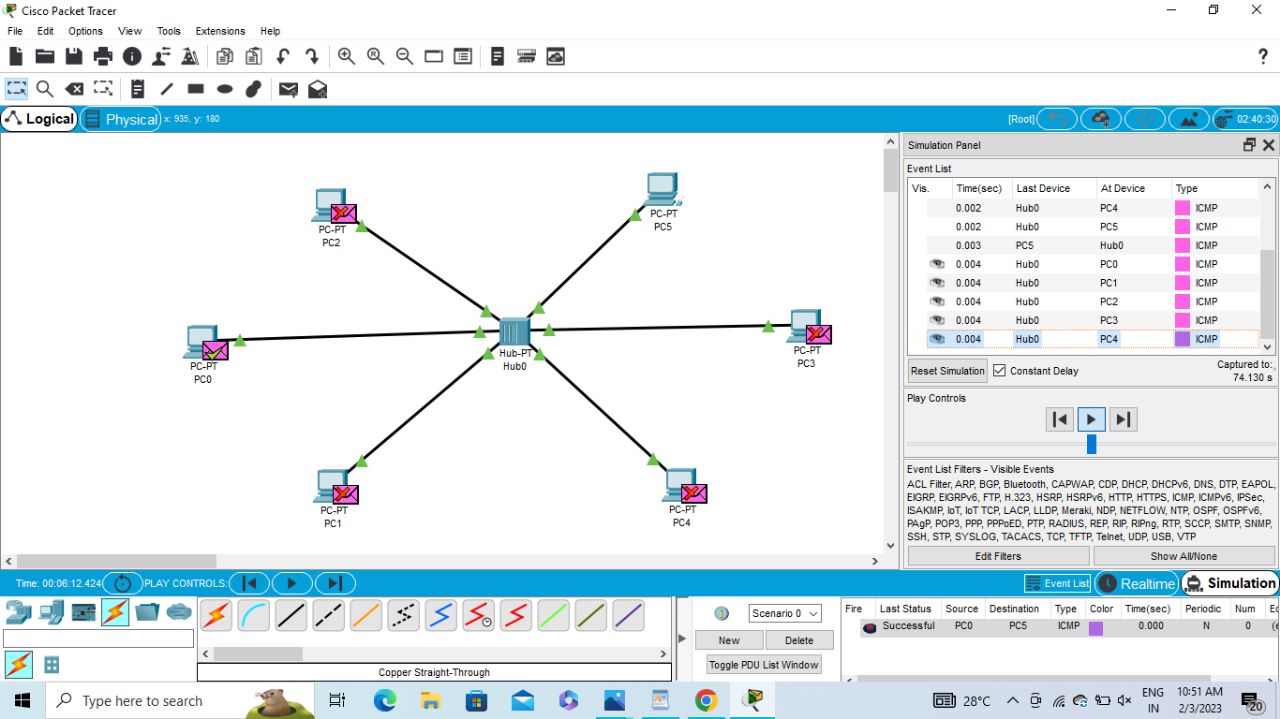 Cisco Packet Tracer
File Edit Options View Tools Extensions Help
?
Logical Physical x: 935, y: 180 [Root] 02:40:30
PC-PT
PC2
PC-PT
PC5
PC-PT
PC0
Hub-PT
Hub0
PC-PT
PC3
PC-PT
PC1
PC-PT
PC4
Simulation Panel
Event List
Vis. Time(sec) Last Device At Device Type
0.002 Hub0 PC4 ICMP
0.002 Hub0 PC5 ICMP
0.003 PC5 Hub0 ICMP
0.004 Hub0 PC0 ICMP
0.004 Hub0 PC1 ICMP
0.004 Hub0 PC2 ICMP
0.004 Hub0 PC3 ICMP
0.004 Hub0 PC4 ICMP
Reset Simulation Constant Delay Captured to:
74.130 s
Play Controls
Event List Filters - Visible Events
ACL Filter, ARP, BGP, Bluetooth, CAPWAP, CDP, DHCP, DHCPv6, DNS, DTP, EAPOL,
EIGRP, EIGRPv6, FTP, H.323, HSRP, HSRPv6, HTTP, HTTPS, ICMP, ICMPv6, IPSec,
ISAKMP, IoT, IoT TCP, LACP, LLDP, Meraki, NDP, NETFLOW, NTP, OSPF, OSPFv6,
PAgP, POP3, PPP, PPPoED, PTP, RADIUS, REP, RIP, RIPng, RTP, SCCP, SMTP, SNMP,
SSH, STP, SYSLOG, TACACS, TCP, TFTP, Telnet, UDP, USB, VTP
Edit Filters Show All/None
Time: 00:06:12.424 PLAY CONTROLS: Event List Realtime Simulation
Scenario 0
New Delete
Toggle PDU List Window
Fire Last Status Source Destination Type Color Time(sec) Periodic Num
Successful PC0 PC5 ICMP 0.000 N 0
Copper Straight-Through
Type here to search
28°C
ENG
IN
10:51 AM
2/3/2023
20